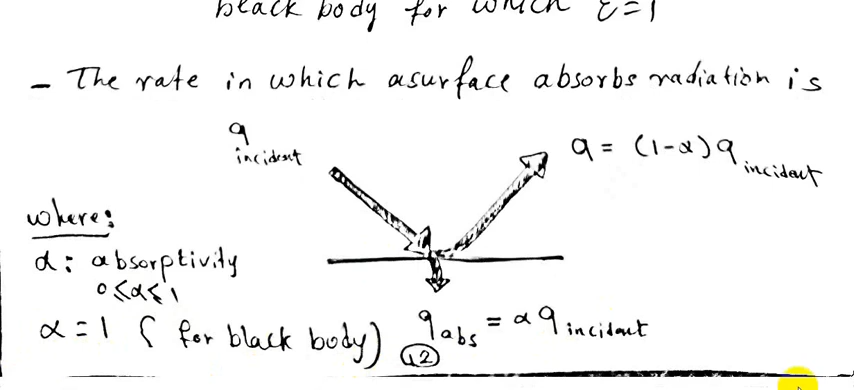 black body for which ε=1
- The rate in which a surface absorbs radiation is
q incident
q = (1-α) q incident
where:
α: absorptivity
0≤α≤1
α=1 { for black body)
q abs = α q incident
12